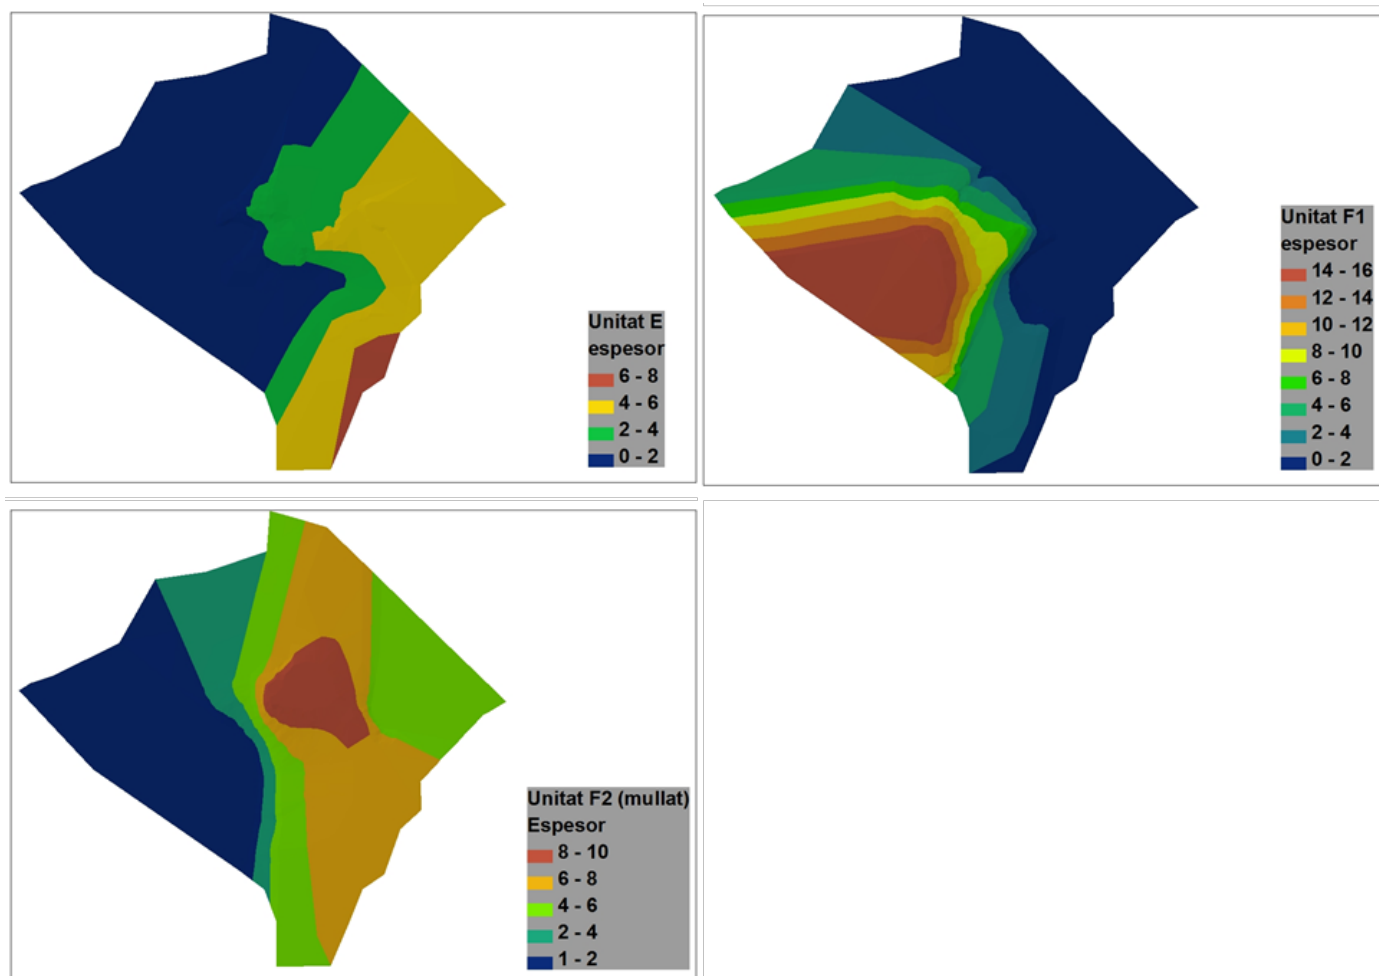 Unitat E
espesor
6 - 8
4 - 6
2 - 4
0 - 2
Unitat F1
espesor
14 - 16
12 - 14
10 - 12
8 - 10
6 - 8
4 - 6
2 - 4
0 - 2
Unitat F2 (mullat)
Espesor
8 - 10
6 - 8
4 - 6
2 - 4
1 - 2